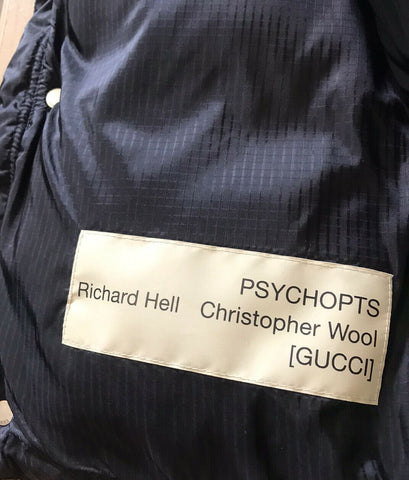 PSYCHOPTS
Richard Hell Christopher Wool
[GUCCI]